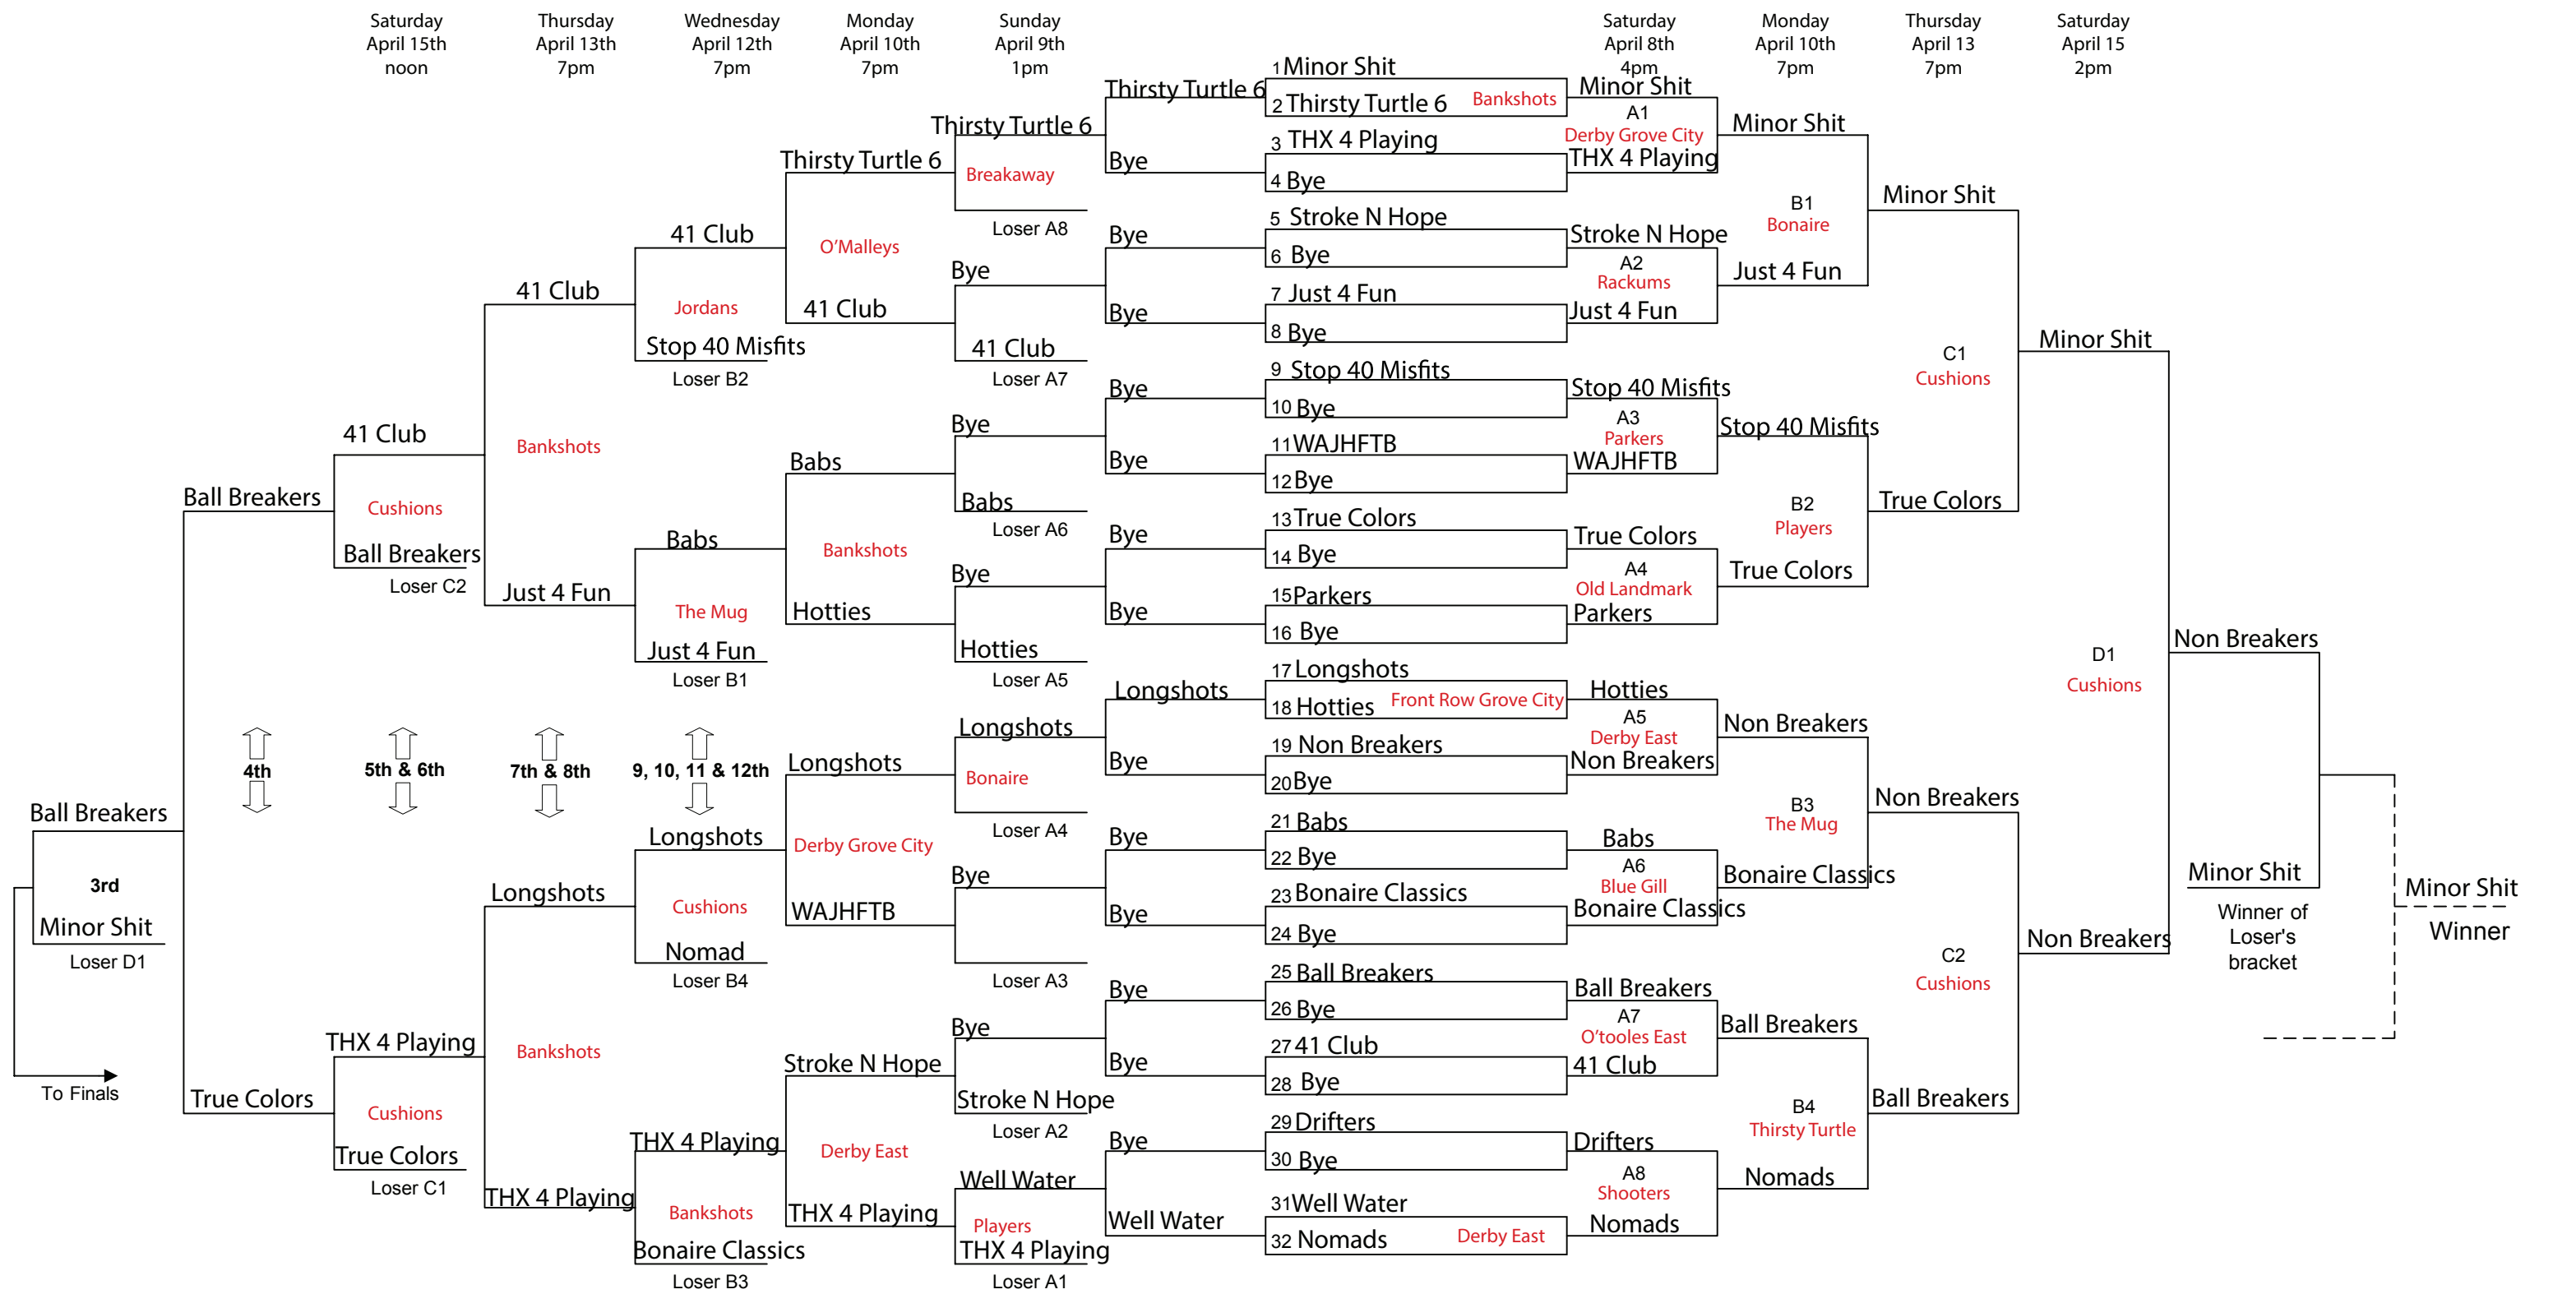 Saturday
April 15th
noon
Thursday
April 13th
7pm
Wednesday
April 12th
7pm
Monday
April 10th
7pm
Sunday
April 9th
1pm
Saturday
April 8th
4pm
Monday
April 10th
7pm
Thursday
April 13
7pm
Saturday
April 15
2pm
Ball Breakers
3rd
Minor Shit
Loser D1
To Finals
Ball Breakers
4th
True Colors
41 Club
Cushions
Ball Breakers
Loser C2
5th & 6th
THX 4 Playing
Cushions
True Colors
Loser C1
41 Club
Bankshots
Just 4 Fun
7th & 8th
Longshots
Bankshots
THX 4 Playing
41 Club
Jordans
Stop 40 Misfits
Loser B2
Babs
The Mug
Just 4 Fun
Loser B1
9, 10, 11 & 12th
Longshots
Cushions
Nomad
Loser B4
THX 4 Playing
Bankshots
Bonaire Classics
Loser B3
Thirsty Turtle 6
O'Malleys
41 Club
Babs
Bankshots
Hotties
Longshots
Derby Grove City
WAJHFTB
Stroke N Hope
Derby East
THX 4 Playing
Thirsty Turtle 6
Breakaway
Loser A8
Bye
41 Club
Loser A7
Bye
Babs
Loser A6
Bye
Hotties
Loser A5
Longshots
Bonaire
Loser A4
Bye
Loser A3
Bye
Stroke N Hope
Loser A2
Well Water
Players
THX 4 Playing
Loser A1
Thirsty Turtle 6
Bye
Bye
Bye
Bye
Bye
Bye
Bye
Longshots
Bye
Bye
Bye
Bye
Bye
Bye
Well Water
1 Minor Shit
2 Thirsty Turtle 6 Bankshots
3 THX 4 Playing
4 Bye
5 Stroke N Hope
6 Bye
7 Just 4 Fun
8 Bye
9 Stop 40 Misfits
10 Bye
11 WAJHFTB
12 Bye
13 True Colors
14 Bye
15 Parkers
16 Bye
17 Longshots
18 Hotties Front Row Grove City
19 Non Breakers
20 Bye
21 Babs
22 Bye
23 Bonaire Classics
24 Bye
25 Ball Breakers
26 Bye
27 41 Club
28 Bye
29 Drifters
30 Bye
31 Well Water
32 Nomads Derby East
Minor Shit
A1
Derby Grove City
THX 4 Playing
Stroke N Hope
A2
Rackums
Just 4 Fun
Stop 40 Misfits
A3
Parkers
WAJHFTB
True Colors
A4
Old Landmark
Parkers
Hotties
A5
Derby East
Non Breakers
Babs
A6
Blue Gill
Bonaire Classics
Ball Breakers
A7
O'tooles East
41 Club
Drifters
A8
Shooters
Nomads
Minor Shit
B1
Bonaire
Just 4 Fun
Stop 40 Misfits
B2
Players
True Colors
Non Breakers
B3
The Mug
Bonaire Classics
Ball Breakers
B4
Thirsty Turtle
Nomads
Minor Shit
C1
Cushions
True Colors
Non Breakers
C2
Cushions
Ball Breakers
Minor Shit
D1
Cushions
Non Breakers
Non Breakers
Minor Shit
Winner of
Loser's
bracket
Minor Shit
Winner